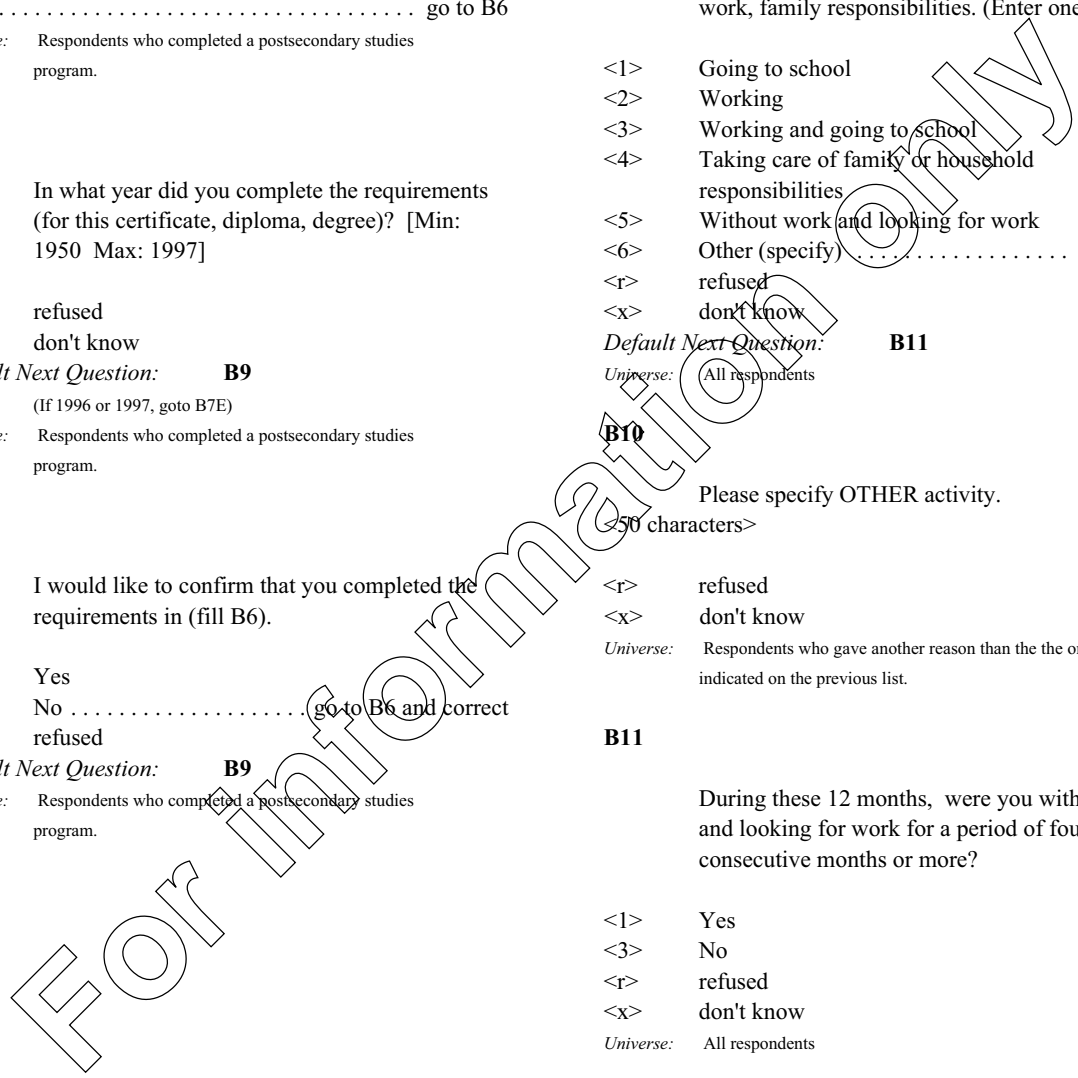 . . . . . . . . . . . . . . . . . . . . . . . . . . . . . . . . . . go to B6
Respondents who completed a postsecondary studies
program.
In what year did you complete the requirements
(for this certificate, diploma, degree)? [Min:
1950 Max: 1997]
refused
don't know
Next Question: B9
(If 1996 or 1997, goto B7E)
Respondents who completed a postsecondary studies
program.
I would like to confirm that you completed the
requirements in (fill B6).
Yes
No . . . . . . . . . . . . . . . . . . . . go to B6 and correct
refused
Next Question: B9
Respondents who completed a postsecondary studies
program.
work, family responsibilities. (Enter one
<1> Going to school
<2> Working
<3> Working and going to school
<4> Taking care of family or household
responsibilities
<5> Without work and looking for work
<6> Other (specify) . . . . . . . . . . . . . . . . . .
<r> refused
<x> don't know
Default Next Question: B11
Universe: All respondents
B10
Please specify OTHER activity.
<50 characters>
<r> refused
<x> don't know
Universe: Respondents who gave another reason than the the
indicated on the previous list.
B11
During these 12 months, were you
and looking for work for a period of
consecutive months or more?
<1> Yes
<3> No
<r> refused
<x> don't know
Universe: All respondents
For information only